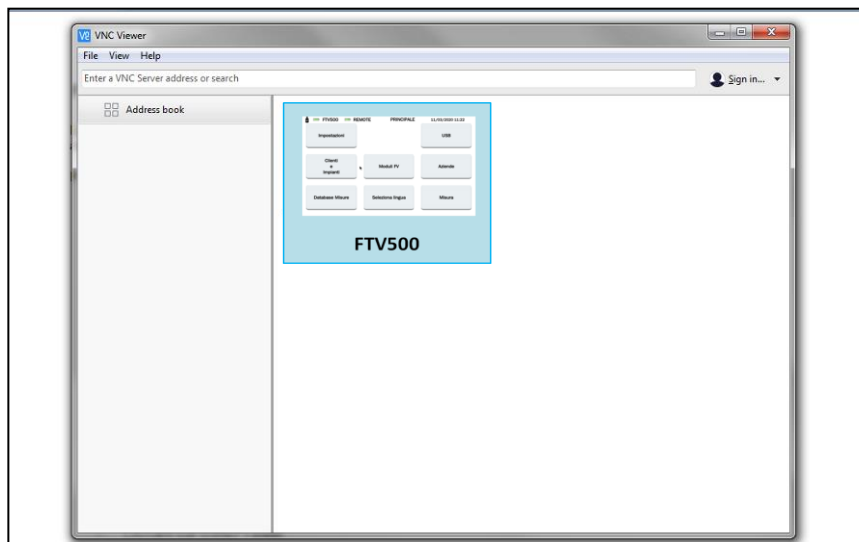 VNC Viewer
File View Help
Enter a VNC Server address or search
Sign in...
Address book
FTV500 REMOTE PRINCIPALE
Impostazioni USB
Clienti e Impianti
Moduli FV
Aziende
Database Misure Seleziona lingua Misura
FTV500